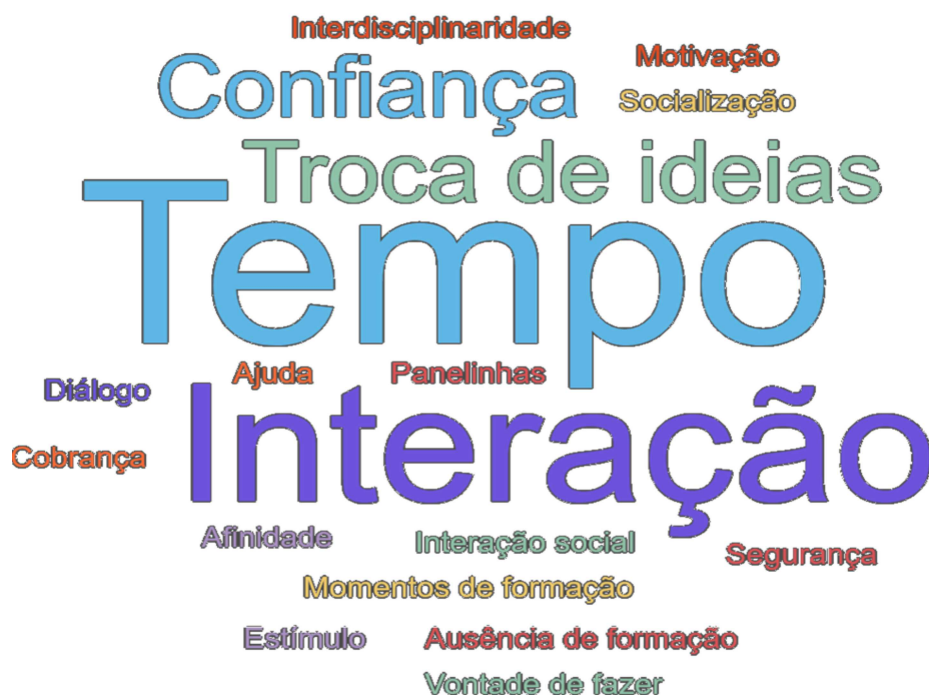 Interdisciplinaridade
Motivação
Confiança
Socialização
Troca de ideias
Tempo
Ajuda
Panelinhas
Diálogo
Interação
Cobrança
Afinidade
Interação social
Segurança
Momentos de formação
Estímulo
Ausência de formação
Vontade de fazer